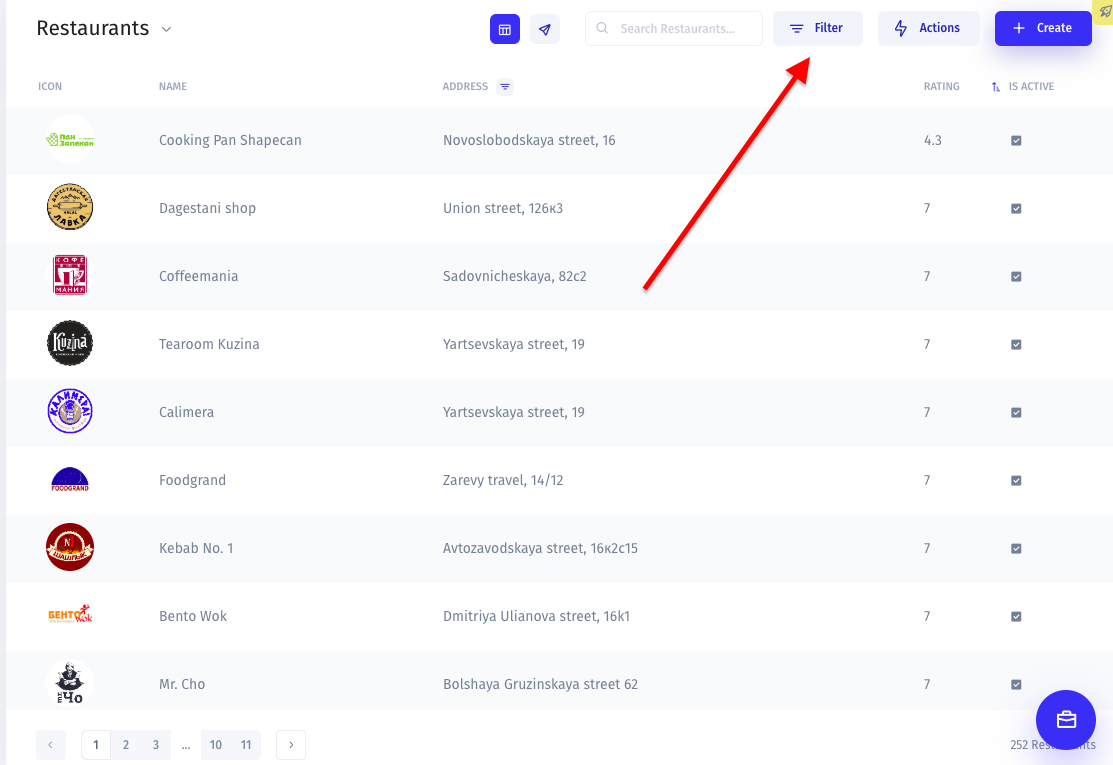 Restaurants
Search Restaurants...
Filter
Actions
Create
ICON
NAME
ADDRESS
RATING
IS ACTIVE
Пан
Запекан
Cooking Pan Shapecan
Novoslobodskaya street, 16
4.3
ДАГЕСТАНСКАЯ
HALAL
ЛАВКА
Dagestani shop
Union street, 126к3
7
КОФЕ
МАНИЯ
Coffeemania
Sadovnicheskaya, 82c2
7
Kuzina
Tearoom Kuzina
Yartsevskaya street, 19
7
КАЛИМЕРА!
Calimera
Yartsevskaya street, 19
7
FOODGRAND
Foodgrand
Zarevy travel, 14/12
7
№1
ШАШЛЫК
Kebab No. 1
Avtozavodskaya street, 16к2c15
7
БЕНТО
Wok
Bento Wok
Dmitriya Ulianova street, 16k1
7
Чо
Mr. Cho
Bolshaya Gruzinskaya street 62
7
1 2 3 ... 10 11
252